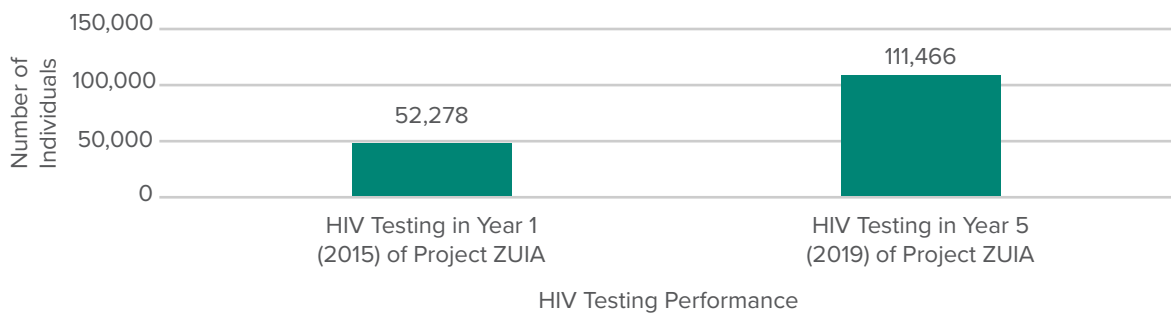 Number of
Individuals
150,000
100,000
50,000
0
52,278
111,466
HIV Testing in Year 1
(2015) of Project ZUIA
HIV Testing in Year 5
(2019) of Project ZUIA
HIV Testing Performance